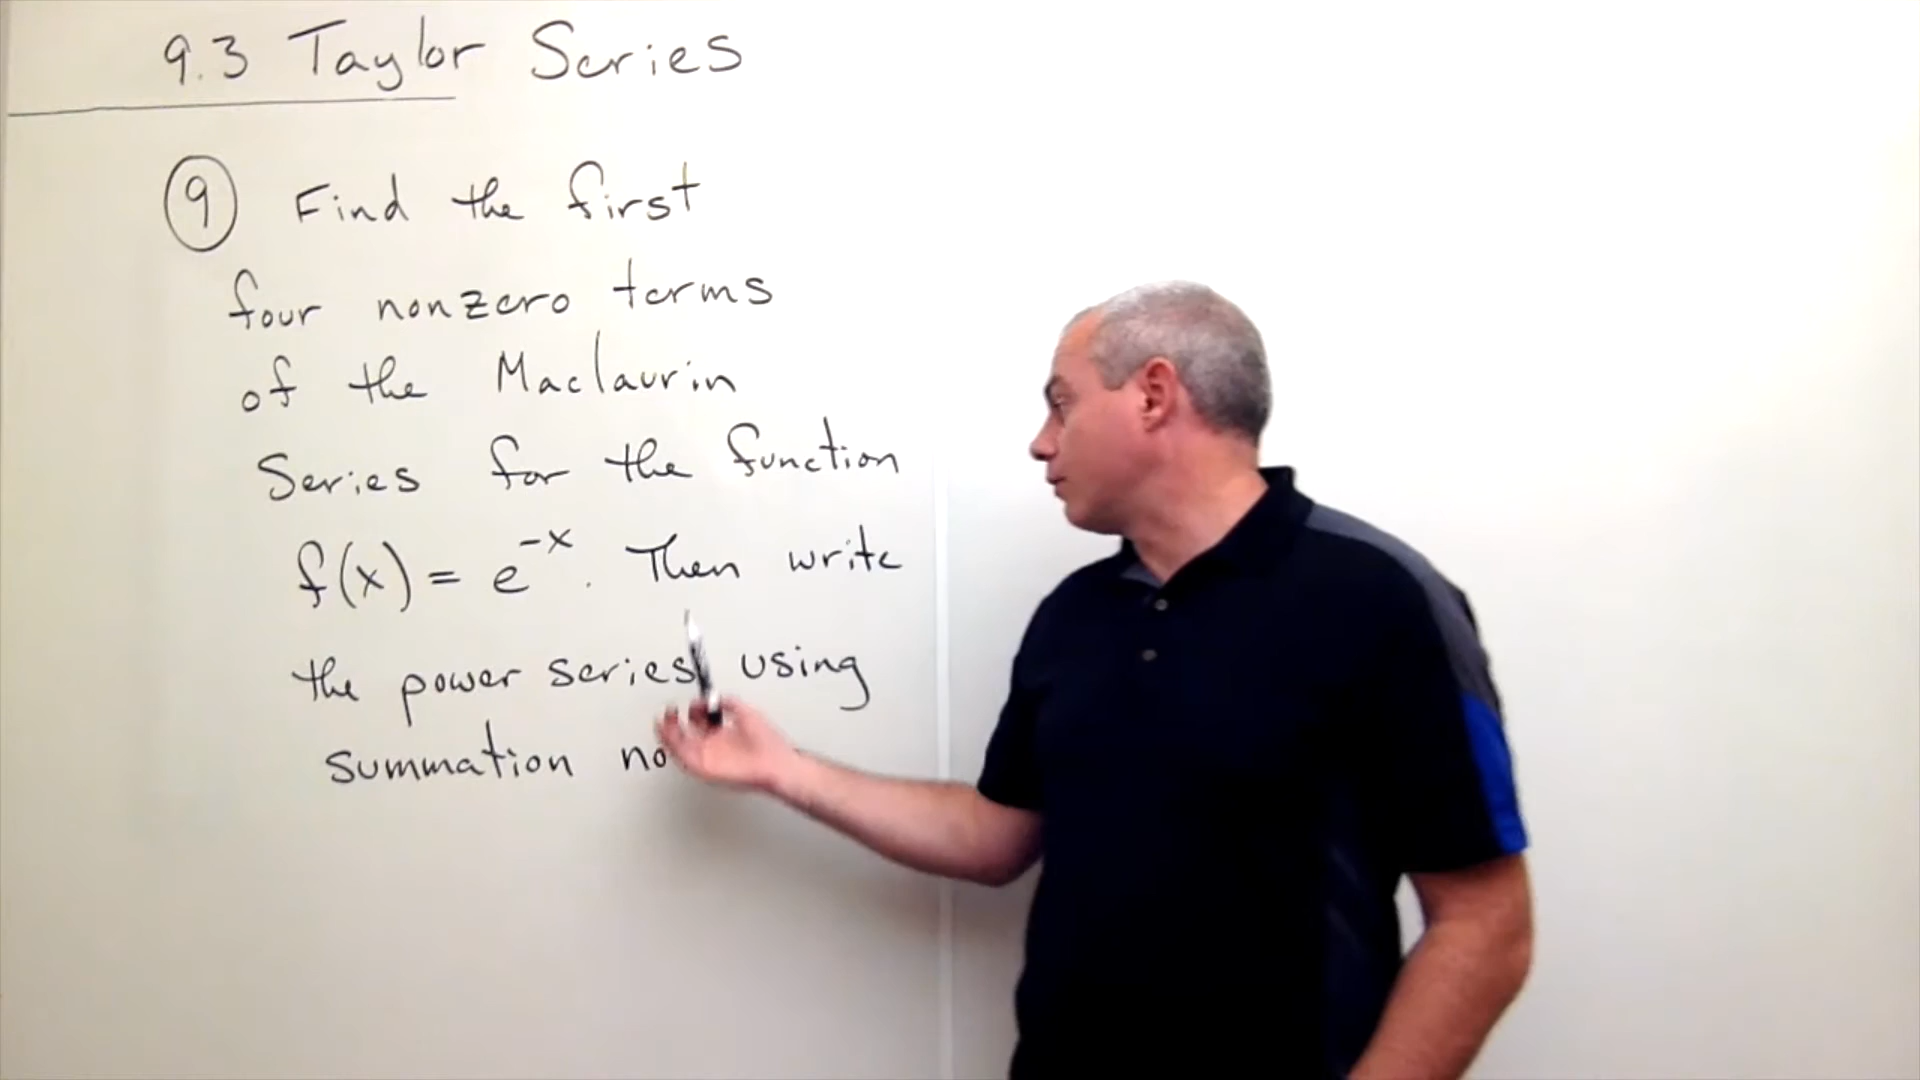 9.3 Taylor Series
9 Find the first
four nonzero terms
of the Maclaurin
Series for the function
f(x) = e^{-x}. Then write
the power series using
summation